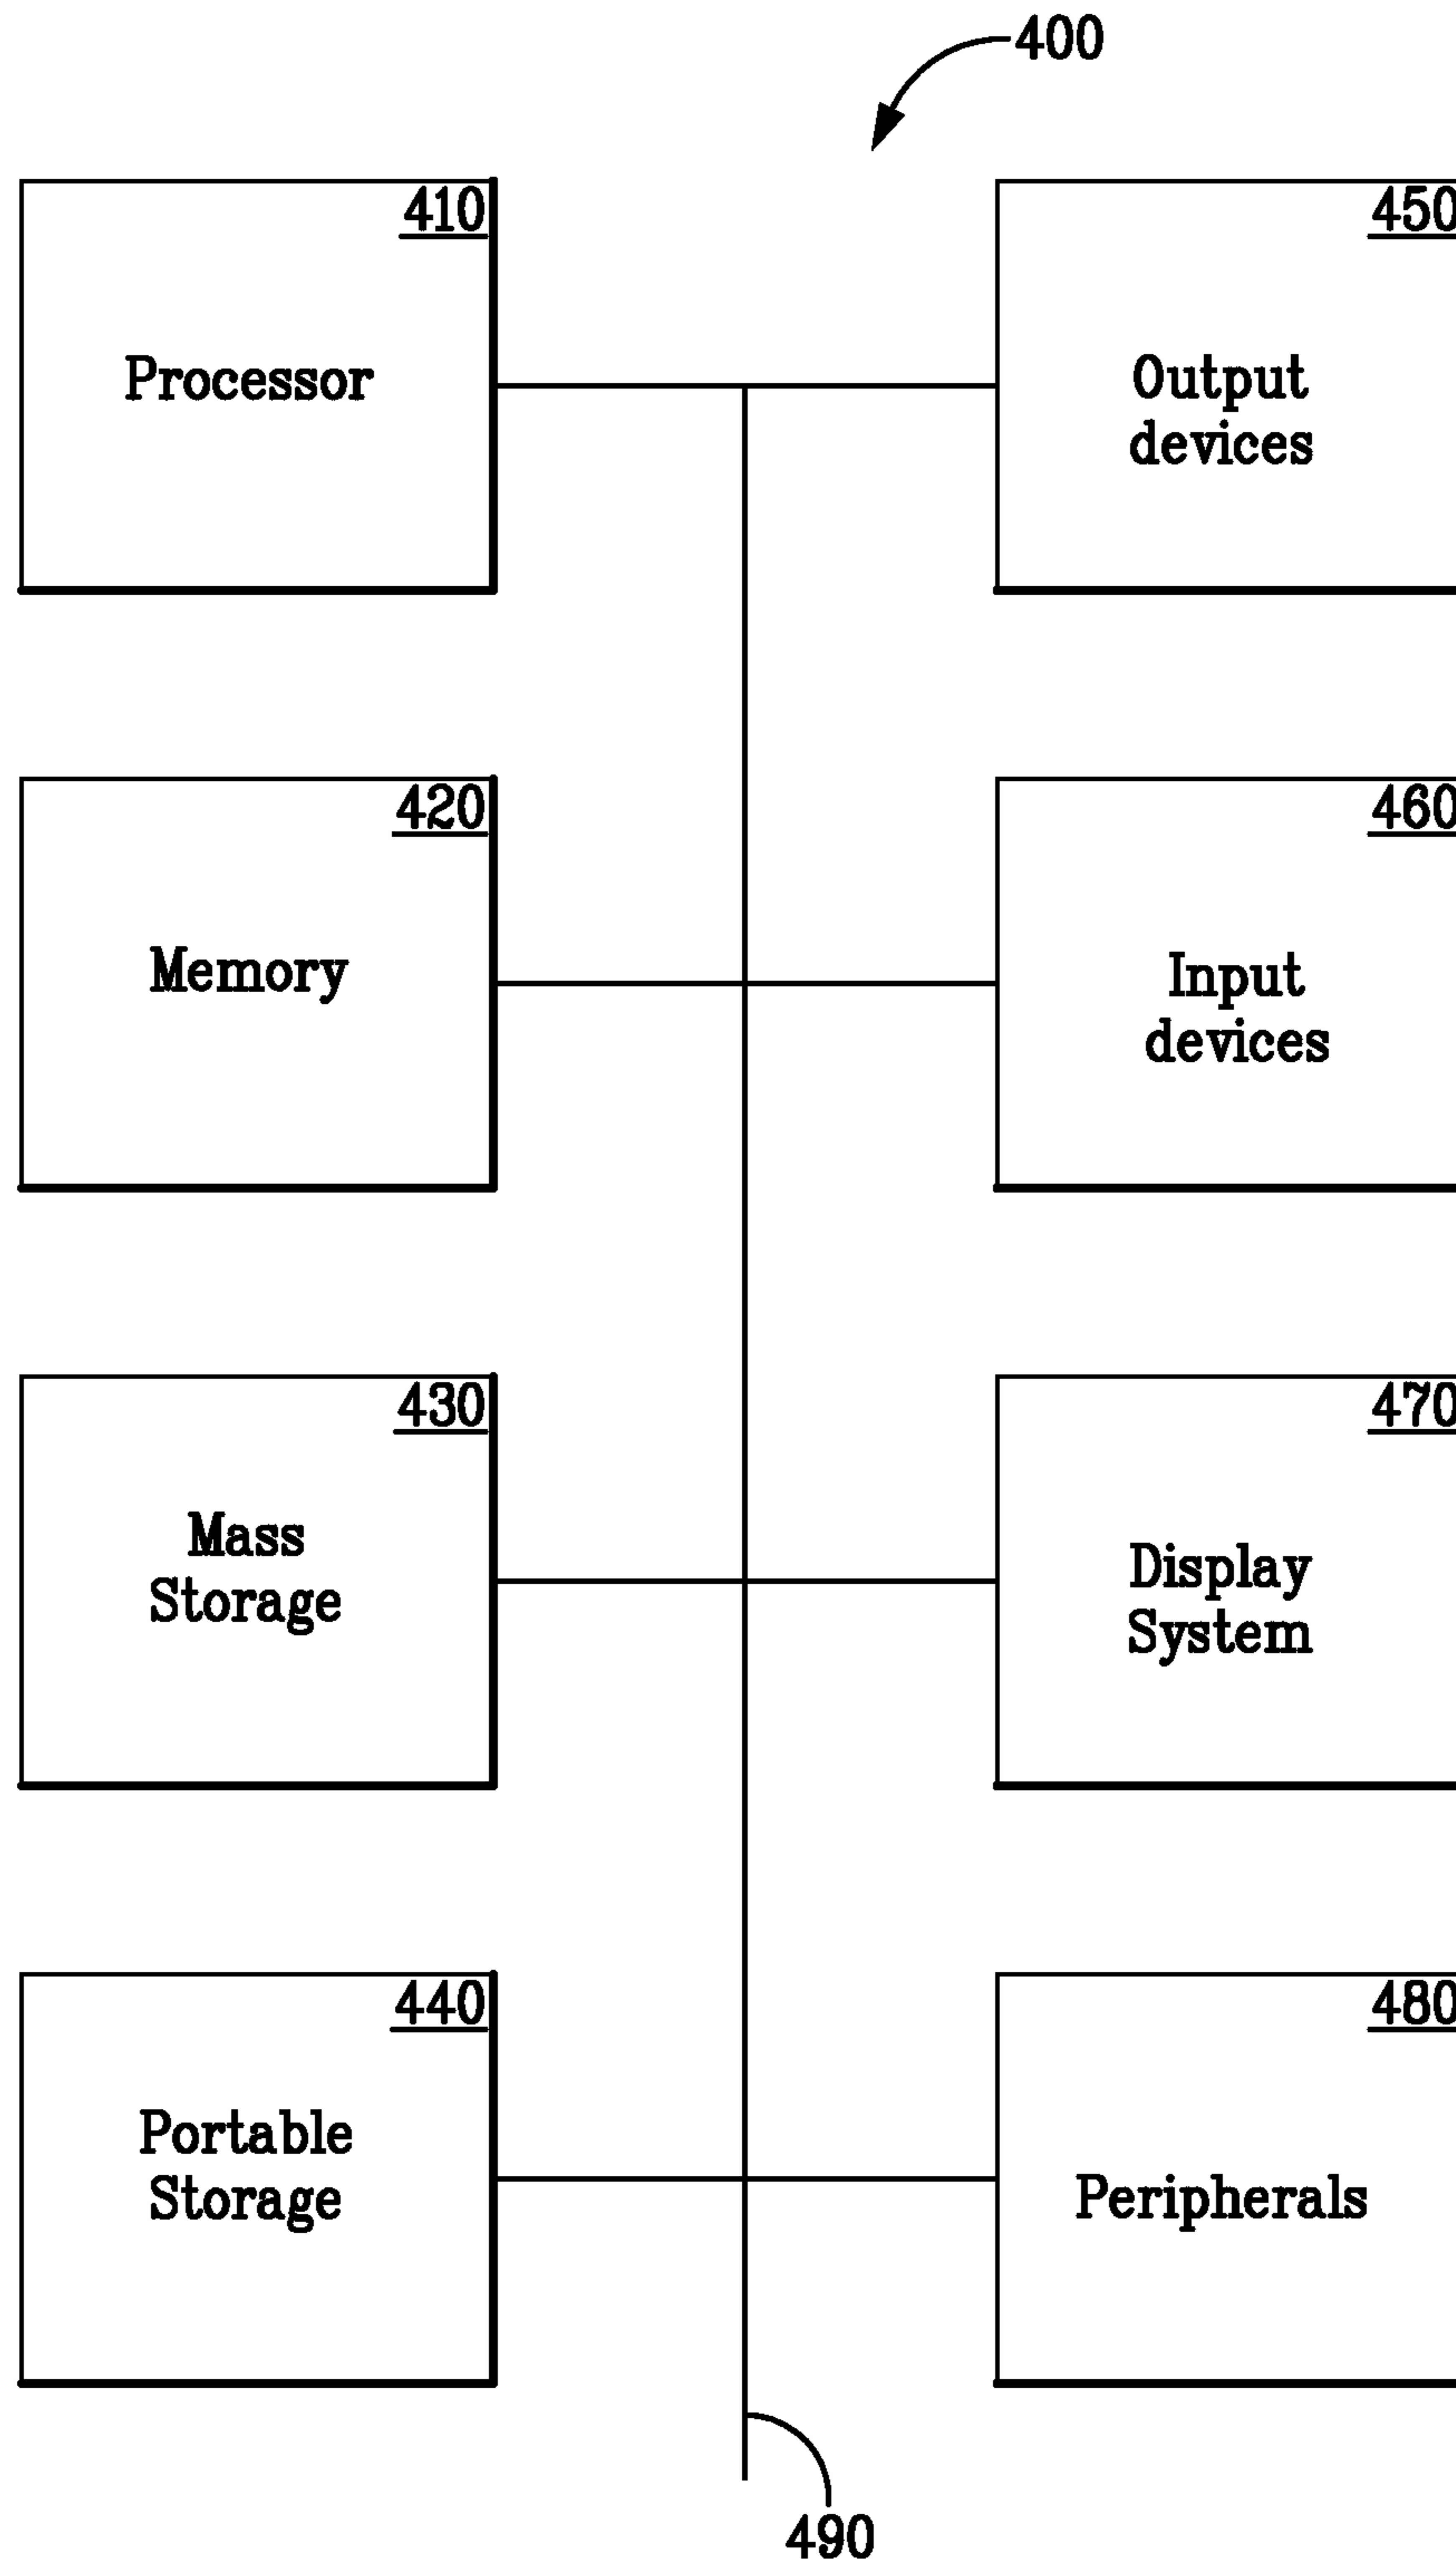 400
410
Processor
450
Output
devices
420
Memory
460
Input
devices
430
Mass
Storage
470
Display
System
440
Portable
Storage
480
Peripherals
490